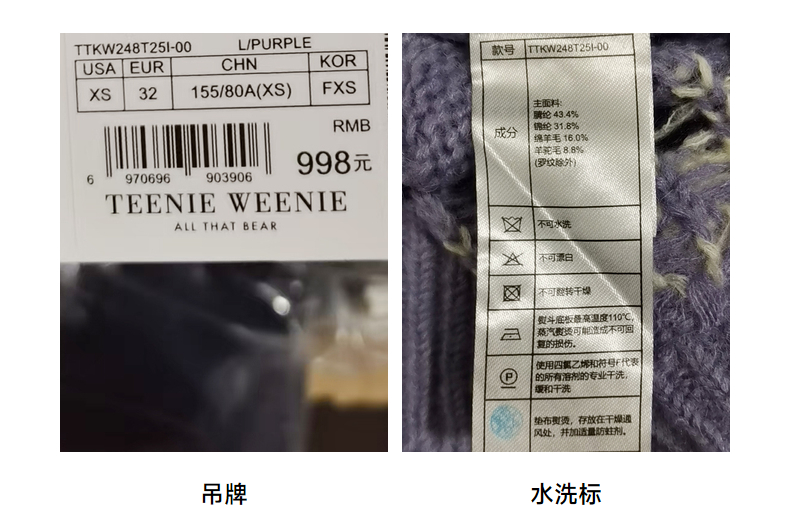 TTKW248T25I-00 L/PURPLE
USA EUR CHN KOR
XS 32 155/80A(XS) FXS
RMB
998元
6 970696 903906
TEENIE WEENIE
ALL THAT BEAR
款号 TTKW248T25I-00
成分
主面料:
腈纶 43.4%
锦纶 31.8%
绵羊毛 16.0%
羊驼毛 8.8%
(罗纹除外)
不可水洗
不可漂白
不可翻转干燥
熨斗底板最高温度110℃,
蒸汽熨烫可能造成不可回
复的损伤。
P
使用四氯乙烯和符号F代表
的所有溶剂的专业干洗,
缓和干洗
垫布熨烫,存放在干燥通
风处,并加适量防蛀剂。
吊牌
水洗标